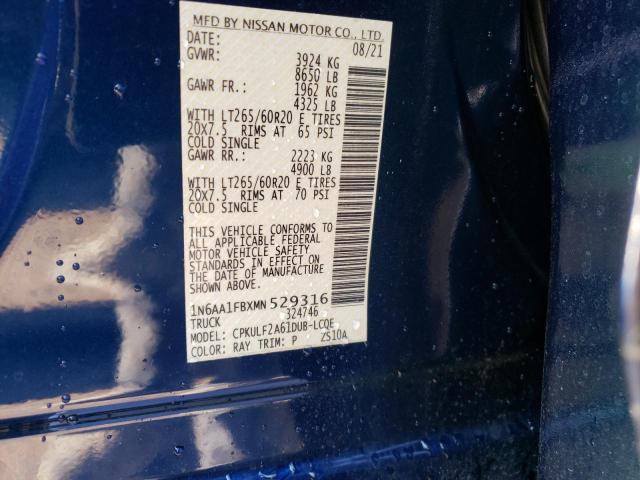 MFD BY NISSAN MOTOR CO., LTD.
DATE: 08/21
GVWR: 3924 KG
8650 LB
GAWR FR.: 1962 KG
4325 LB
WITH LT265/60R20 E TIRES
20X7.5 RIMS AT 65 PSI
COLD SINGLE
GAWR RR.: 2223 KG
4900 LB
WITH LT265/60R20 E TIRES
20X7.5 RIMS AT 70 PSI
COLD SINGLE
THIS VEHICLE CONFORMS TO
ALL APPLICABLE FEDERAL
MOTOR VEHICLE SAFETY
STANDARDS IN EFFECT ON
THE DATE OF MANUFACTURE
SHOWN ABOVE.
1N6AA1FBXMN529316
TRUCK 324746
MODEL: CPKULF2A61DUB-LCQE
COLOR: RAY TRIM: P ZS10A